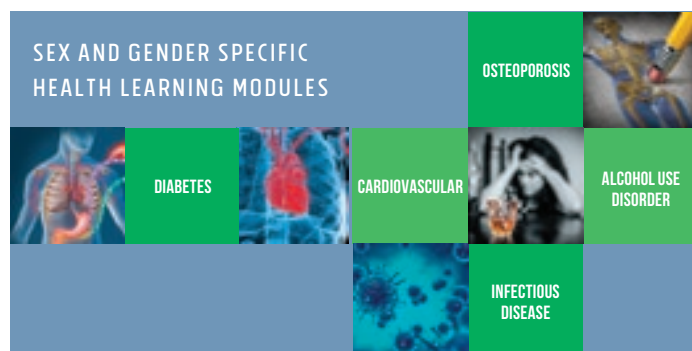 SEX AND GENDER SPECIFIC
HEALTH LEARNING MODULES
OSTEOPOROSIS
DIABETES
CARDIOVASCULAR
ALCOHOL USE
DISORDER
INFECTIOUS
DISEASE